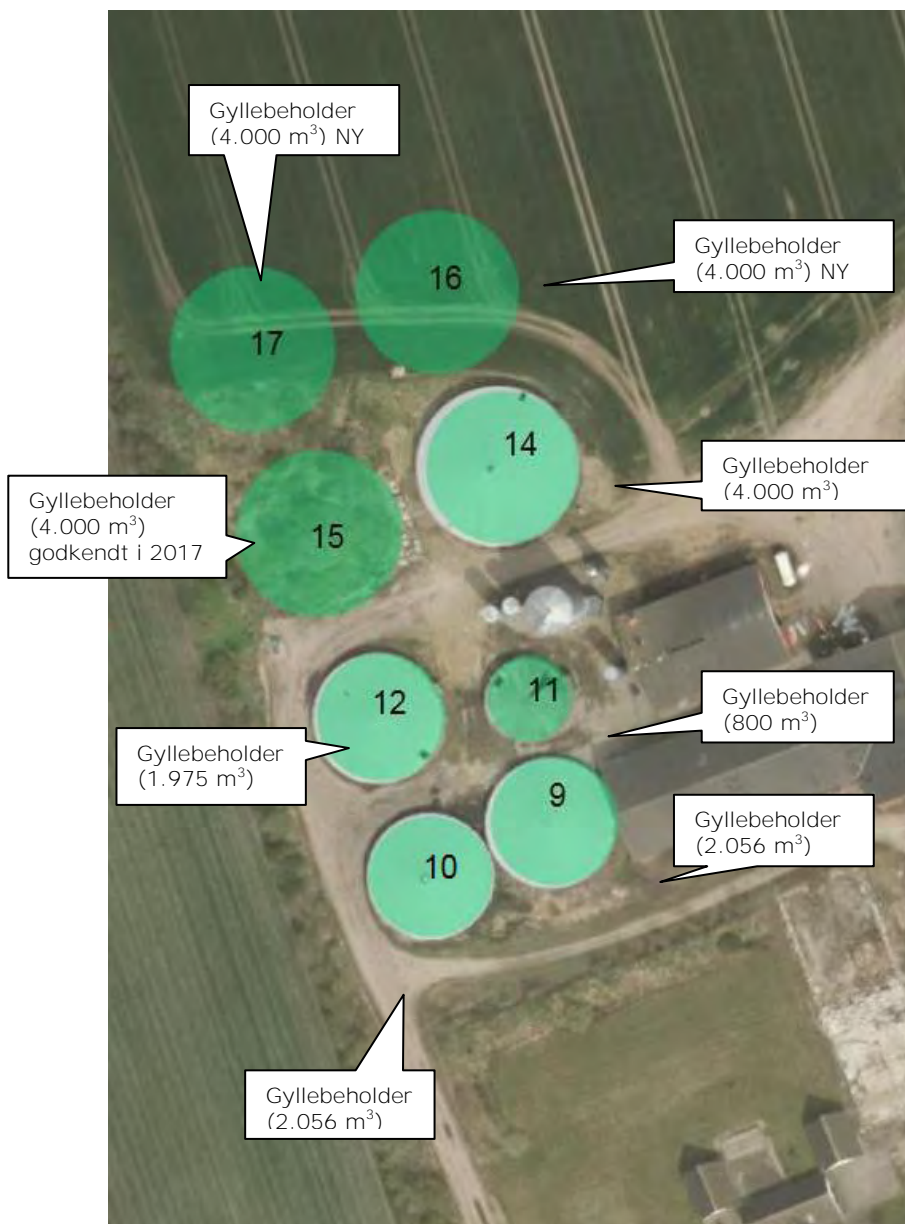 Gyllebeholder
(4.000 m³) NY
16
Gyllebeholder
(4.000 m³) NY
17
14
Gyllebeholder
(4.000 m³)
Gyllebeholder
(4.000 m³)
godkendt i 2017
15
12
11
Gyllebeholder
(800 m³)
Gyllebeholder
(1.975 m³)
9
Gyllebeholder
(2.056 m³)
10
Gyllebeholder
(2.056 m³)